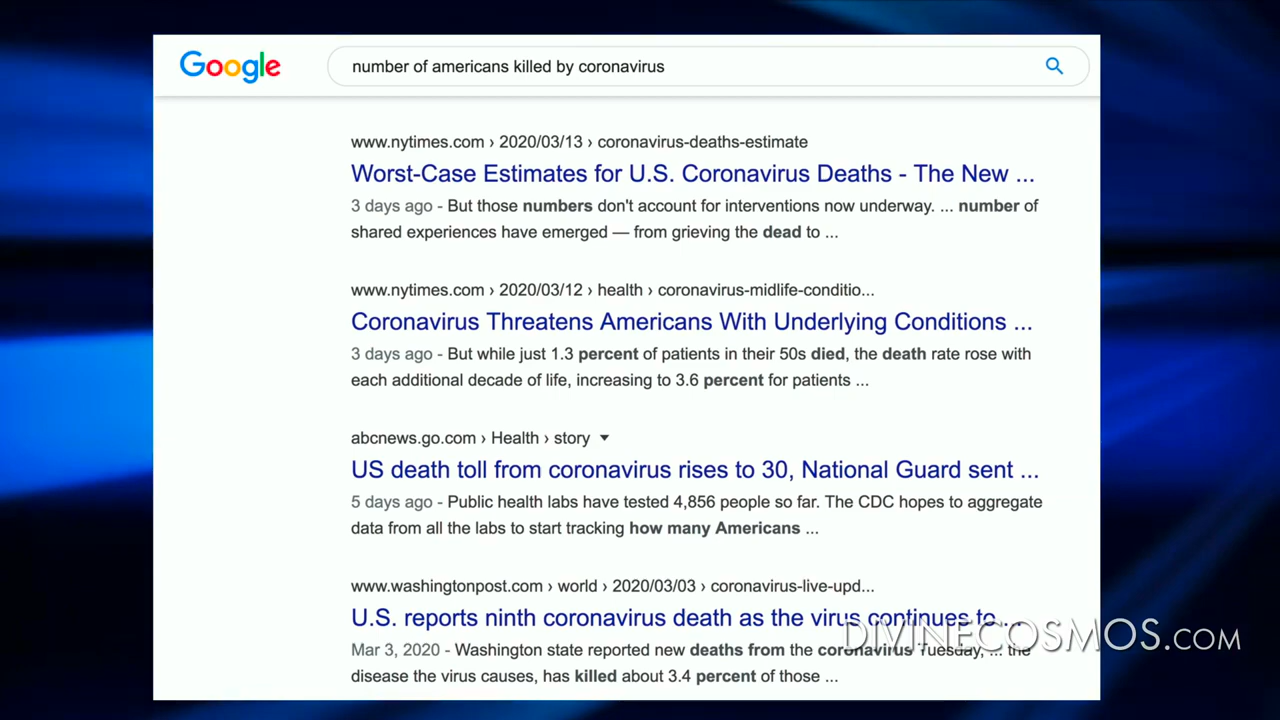 Google
number of americans killed by coronavirus
www.nytimes.com › 2020/03/13 › coronavirus-deaths-estimate
Worst-Case Estimates for U.S. Coronavirus Deaths - The New ...
3 days ago - But those numbers don't account for interventions now underway. ... number of
shared experiences have emerged — from grieving the dead to ...
www.nytimes.com › 2020/03/12 › health › coronavirus-midlife-conditio...
Coronavirus Threatens Americans With Underlying Conditions ...
3 days ago - But while just 1.3 percent of patients in their 50s died, the death rate rose with
each additional decade of life, increasing to 3.6 percent for patients ...
abcnews.go.com › Health › story
US death toll from coronavirus rises to 30, National Guard sent ...
5 days ago - Public health labs have tested 4,856 people so far. The CDC hopes to aggregate
data from all the labs to start tracking how many Americans ...
www.washingtonpost.com › world › 2020/03/03 › coronavirus-live-upd...
U.S. reports ninth coronavirus death as the virus continues to ...
DIVINECOSMOS.COM
Mar 3, 2020 - Washington state reported new deaths from the coronavirus Tuesday, ... the
disease the virus causes, has killed about 3.4 percent of those ...